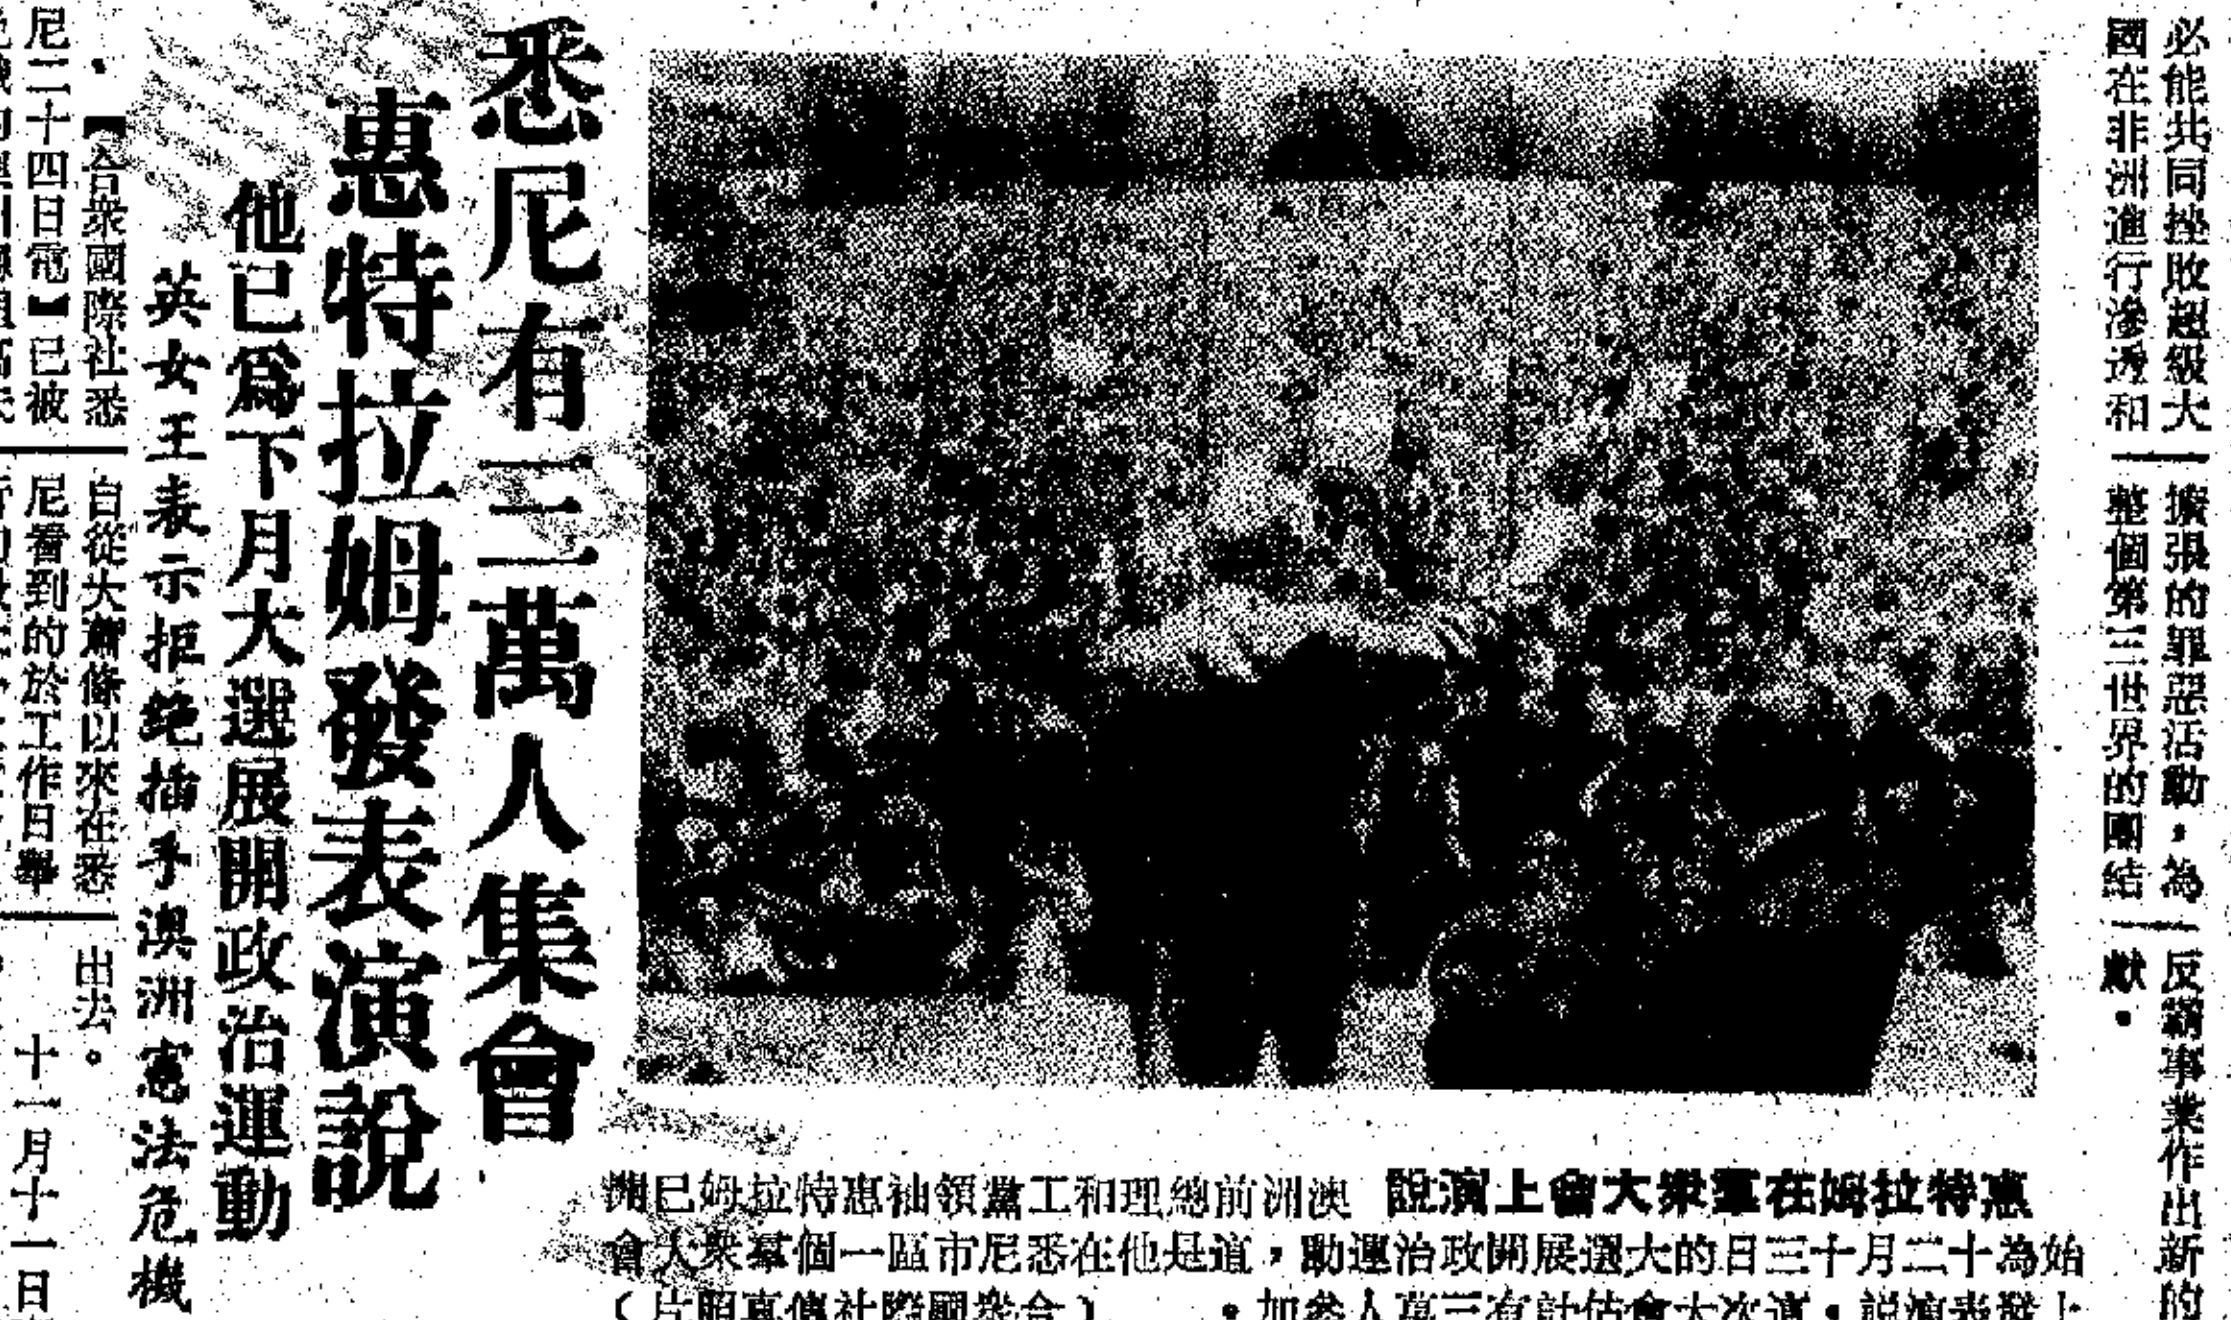 必能共同挫敗超級大
國在非洲進行滲透和
擴張的罪惡活動，為
整個第三世界的團結
反霸事業作出新的
獻。
悉尼有三萬人集會
惠特拉姆發表演説
他已爲下月大選展開政治運動
英女王表示拒絶插手澳洲憲法危機
惠特拉姆在羣衆大會上演說
澳洲前總理和工黨領袖惠特拉姆已開
始為十二月十三日的大選展開政治運動，這是他在悉尼市區一個羣衆大會
上發表演説，這次大會估計有三萬人參加。
（合衆國際社傳真照片）
【合衆國際社悉
尼二十四日電】已被
自從大蕭條以來在悉
尼看到的於工作日舉
出去。
十一月十一日